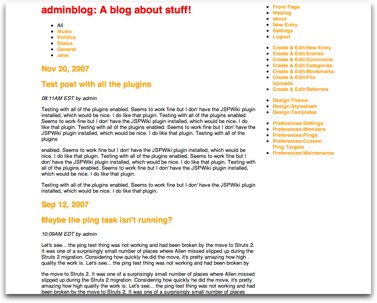 adminblog: A blog about stuff!
All
Music
Politics
Status
General
Java
Nov 20, 2007
Test post with all the plugins
08:11AM EST by admin
Testing with all of the plugins enabled. Seems to work fine but I don' have the JSPWiki plugin
installed, which would be nice. I do like that plugin. Testing with all of the plugins enabled.
Seems to work fine but I don' have the JSPWiki plugin installed, which would be nice. I do
like that plugin. Testing with all of the plugins enabled. Seems to work fine but I don' have the
JSPWiki plugin installed, which would be nice. I do like that plugin. Testing with all of the
plugins
enabled. Seems to work fine but I don' have the JSPWiki plugin installed, which would be
nice. I do like that plugin. Testing with all of the plugins enabled. Seems to work fine but I
don' have the JSPWiki plugin installed, which would be nice. I do like that plugin. Testing with
all of the plugins enabled. Seems to work fine but I don' have the JSPWiki plugin installed,
which would be nice. I do like that plugin.
Testing with all of the plugins enabled. Seems to work fine but I don' have the JSPWiki plugin
installed, which would be nice. I do like that plugin.
Sep 12, 2007
Maybe the ping task isn't running?
10:09AM EDT by admin
Let's see... the ping test thing was not working and had been broken by the move to Struts 2.
It was one of a surprisingly small number of places where Allen missed slipped up during the
Struts 2 migration. Considering how quickly he did the moves, it's pretty amazing how high
quality the work is. Let's see... the ping test thing was not working and had been broken by
the move to Struts 2. It was one of a surprisingly small number of places where Allen missed
slipped up during the Struts 2 migration. Considering how quickly he did the moves, it's pretty
amazing how high quality the work is. Let's see... the ping test thing was not working and had
been broken by the move to Struts 2. It was one of a surprisingly small number of places
Front Page
Weblog
about
New Entry
Settings
Logout
Create & Edit:New Entry
Create & Edit:Entries
Create & Edit:Comments
Create & Edit:Categories
Create & Edit:Bookmarks
Create & Edit:File
Uploads
Create & Edit:Referrers
Design:Theme
Design:Stylesheet
Design:Templates
Preferences:Settings
Preferences:Members
Preferences:Pings
Preferences:Custom
Ping Targets
Preferences:Maintenance